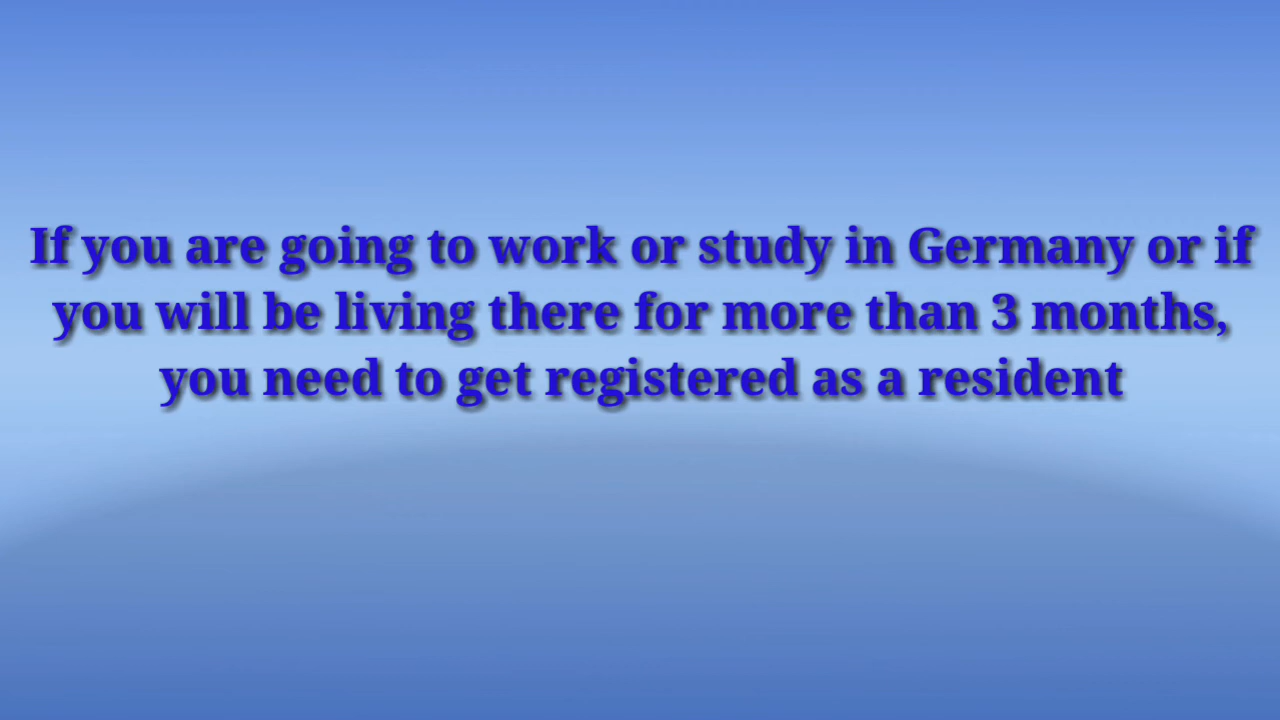 If you are going to work or study in Germany or if
you will be living there for more than 3 months,
you need to get registered as a resident